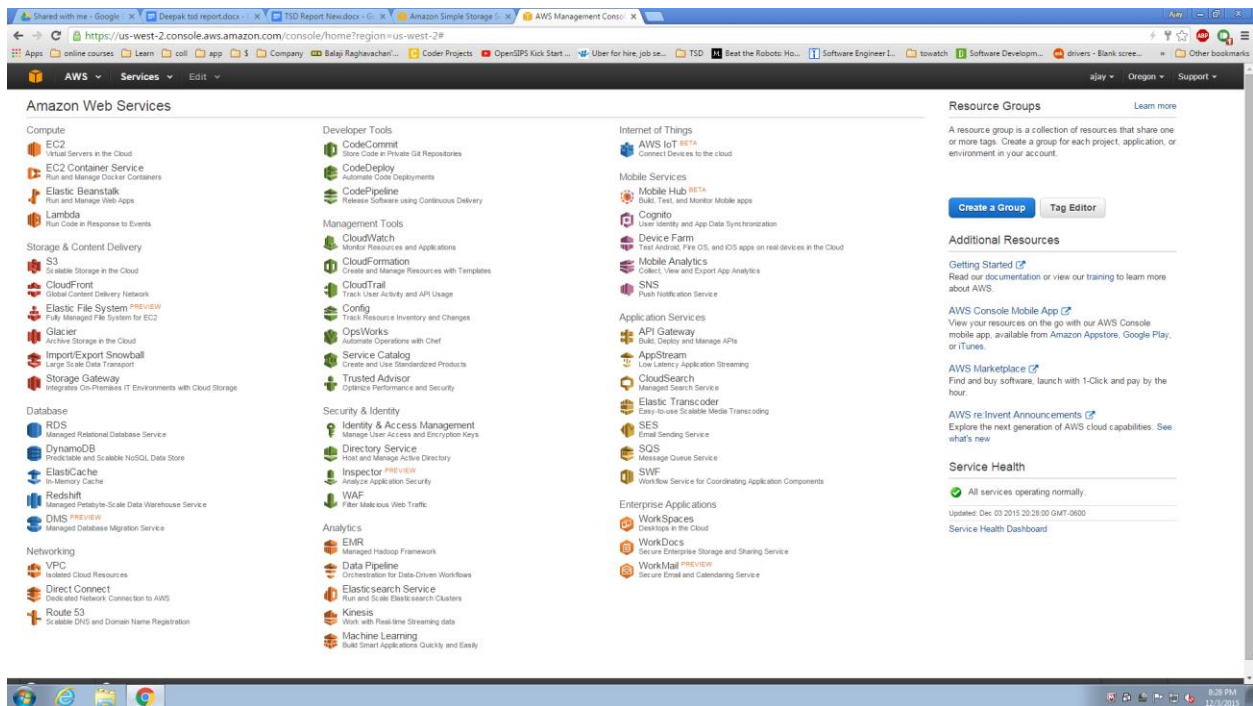 Shared with me - Google
Deepak tsd report.docx -
TSD Report New.docx - Go
Amazon Simple Storage S
AWS Management Consol
Ajay
https://us-west-2.console.aws.amazon.com/console/home?region=us-west-2#
Apps
online courses
Learn
coll
app
$
Company
Balaji Raghavachari'...
Coder Projects
OpenSIPS Kick Start ...
Uber for hire, job se...
TSD
Beat the Robots: Ho...
Software Engineer I...
towatch
Software Developm...
drivers - Blank scree...
Other bookmarks
AWS
Services
Edit
ajay
Oregon
Support
Amazon Web Services
Compute
EC2
Virtual Servers in the Cloud
EC2 Container Service
Run and Manage Docker Containers
Elastic Beanstalk
Run and Manage Web Apps
Lambda
Run Code in Response to Events
Storage & Content Delivery
S3
Scalable Storage in the Cloud
CloudFront
Global Content Delivery Network
Elastic File System PREVIEW
Fully Managed File System for EC2
Glacier
Archive Storage in the Cloud
Import/Export Snowball
Large Scale Data Transport
Storage Gateway
Integrates On-Premises IT Environments with Cloud Storage
Database
RDS
Managed Relational Database Service
DynamoDB
Predictable and Scalable NoSQL Data Store
ElastiCache
In-Memory Cache
Redshift
Managed Petabyte-Scale Data Warehouse Service
DMS PREVIEW
Managed Database Migration Service
Networking
VPC
Isolated Cloud Resources
Direct Connect
Dedicated Network Connection to AWS
Route 53
Scalable DNS and Domain Name Registration
Developer Tools
CodeCommit
Store Code in Private Git Repositories
CodeDeploy
Automate Code Deployments
CodePipeline
Release Software using Continuous Delivery
Management Tools
CloudWatch
Monitor Resources and Applications
CloudFormation
Create and Manage Resources with Templates
CloudTrail
Track User Activity and API Usage
Config
Track Resource Inventory and Changes
OpsWorks
Automate Operations with Chef
Service Catalog
Create and Use Standardized Products
Trusted Advisor
Optimize Performance and Security
Security & Identity
Identity & Access Management
Manage User Access and Encryption Keys
Directory Service
Host and Manage Active Directory
Inspector PREVIEW
Analyze Application Security
WAF
Filter Malicious Web Traffic
Analytics
EMR
Managed Hadoop Framework
Data Pipeline
Orchestration for Data-Driven Workflows
Elasticsearch Service
Run and Scale Elasticsearch Clusters
Kinesis
Work with Real-time Streaming data
Machine Learning
Build Smart Applications Quickly and Easily
Internet of Things
AWS IoT BETA
Connect Devices to the cloud
Mobile Services
Mobile Hub BETA
Build, Test, and Monitor Mobile apps
Cognito
User Identity and App Data Synchronization
Device Farm
Test Android, Fire OS, and iOS apps on real devices in the Cloud
Mobile Analytics
Collect, View and Export App Analytics
SNS
Push Notification Service
Application Services
API Gateway
Build, Deploy and Manage APIs
AppStream
Low Latency Application Streaming
CloudSearch
Managed Search Service
Elastic Transcoder
Easy-to-use Scalable Media Transcoding
SES
Email Sending Service
SQS
Message Queue Service
SWF
Workflow Service for Coordinating Application Components
Enterprise Applications
WorkSpaces
Desktops in the Cloud
WorkDocs
Secure Enterprise Storage and Sharing Service
WorkMail PREVIEW
Secure Email and Calendaring Service
Resource Groups
Learn more
A resource group is a collection of resources that share one
or more tags. Create a group for each project, application, or
environment in your account.
Create a Group
Tag Editor
Additional Resources
Getting Started
Read our documentation or view our training to learn more
about AWS.
AWS Console Mobile App
View your resources on the go with our AWS Console
mobile app, available from Amazon Appstore, Google Play,
or iTunes.
AWS Marketplace
Find and buy software, launch with 1-Click and pay by the
hour.
AWS re:Invent Announcements
Explore the next generation of AWS cloud capabilities. See
what's new
Service Health
All services operating normally.
Updated: Dec 03 2015 20:28:00 GMT-0600
Service Health Dashboard
8:28 PM
12/3/2015